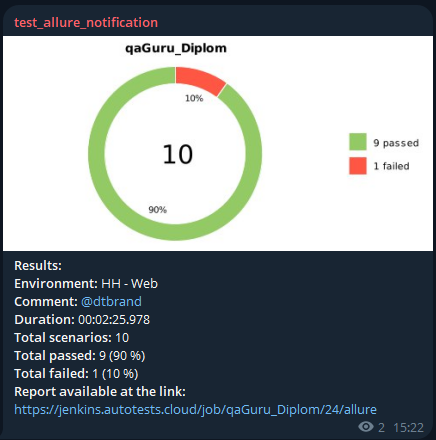 test_allure_notification
qaGuru_Diplom
10%
10
90%
9 passed
1 failed
Results:
Environment: HH - Web
Comment: @dtbrand
Duration: 00:02:25.978
Total scenarios: 10
Total passed: 9 (90 %)
Total failed: 1 (10 %)
Report available at the link:
https://jenkins.autotests.cloud/job/qaGuru_Diplom/24/allure
2 15:22